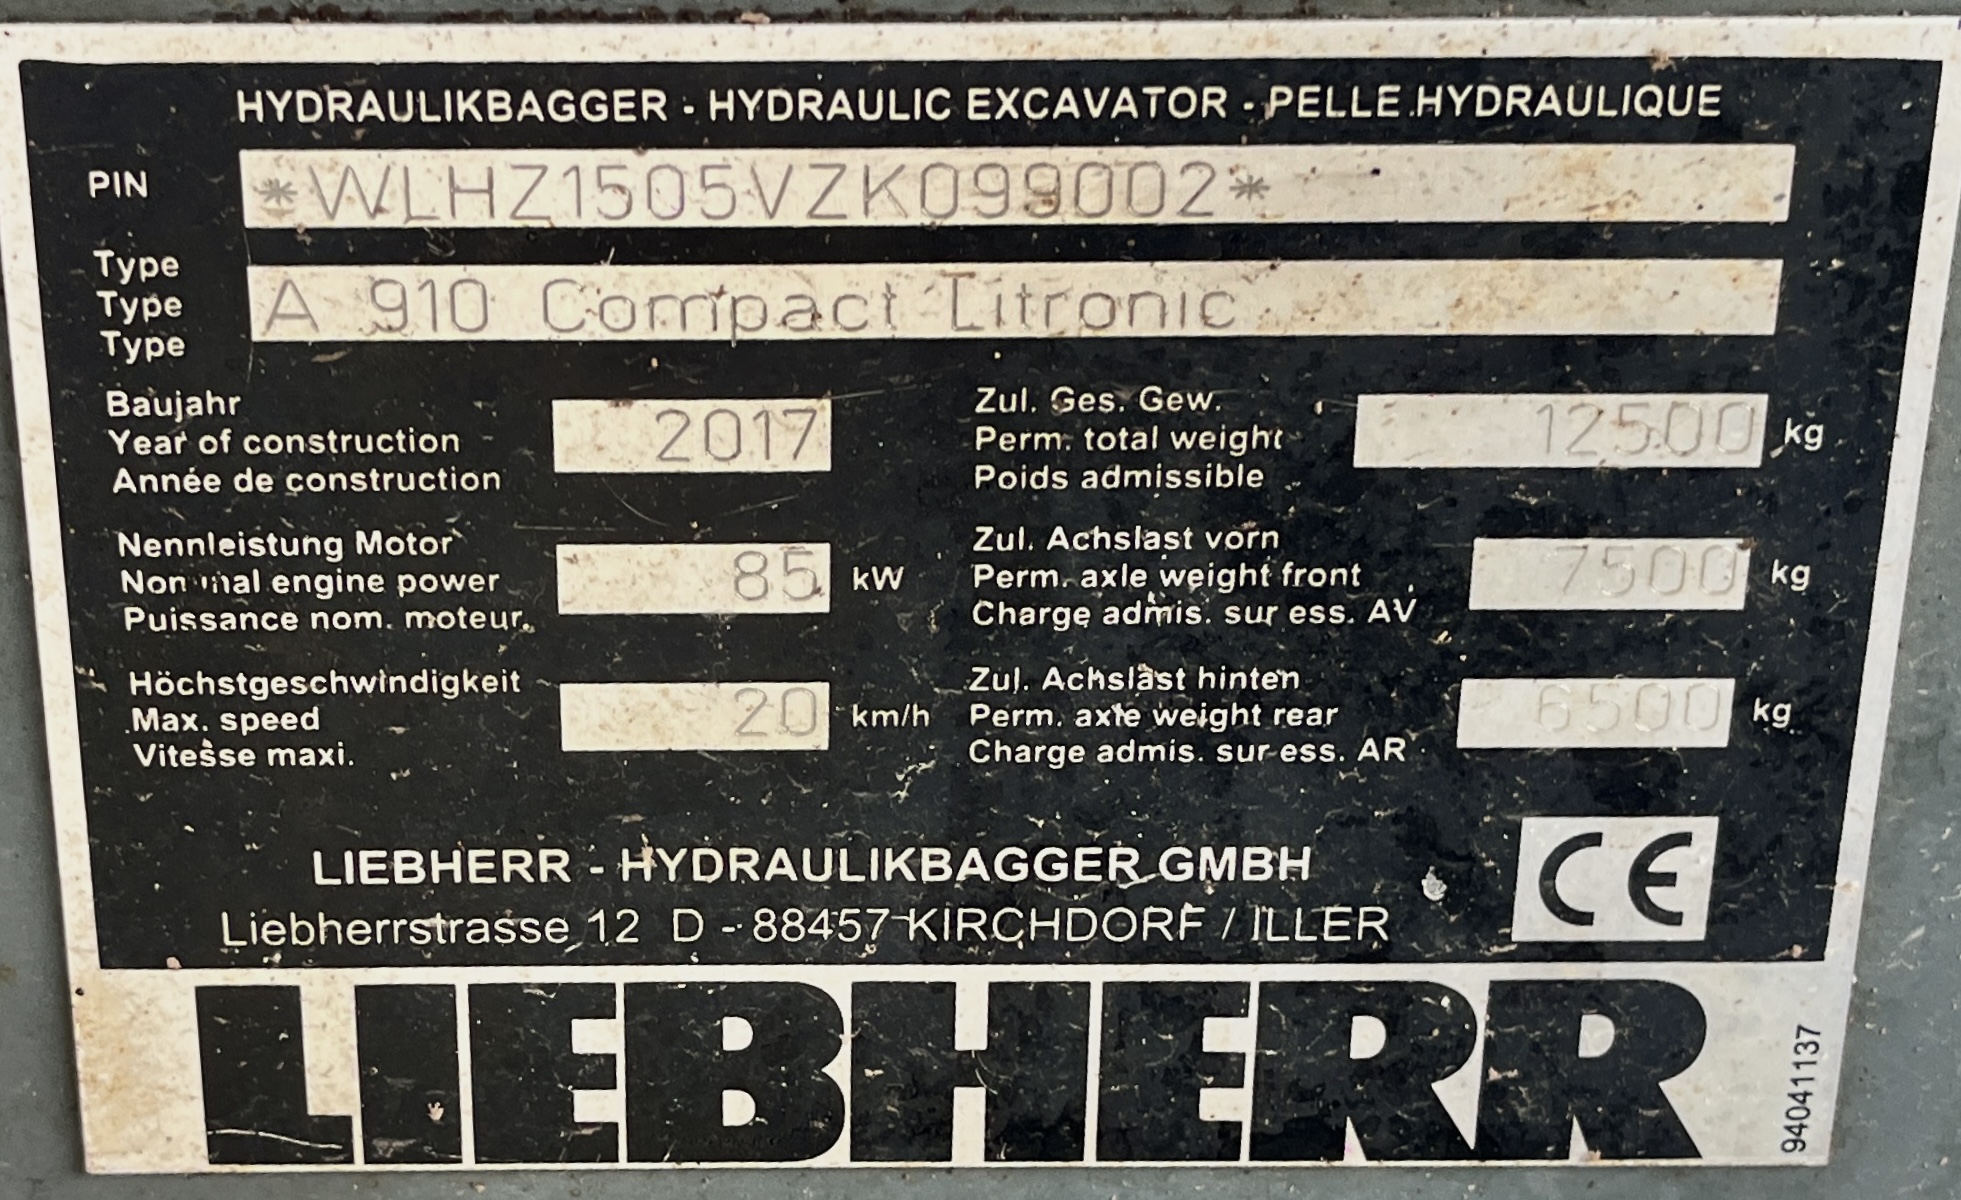 HYDRAULIKBAGGER - HYDRAULIC EXCAVATOR - PELLE HYDRAULIQUE
PIN *WLHZ1505VZK099002*
Type
Type A 910 Compact Litronic
Type
Baujahr
Year of construction 2017
Année de construction
Zul. Ges. Gew.
Perm. total weight 12500 kg
Poids admissible
Nennleistung Motor
Nominal engine power 85 kW
Puissance nom. moteur
Zul. Achslast vorn
Perm. axle weight front 7500 kg
Charge admis. sur ess. AV
Höchstgeschwindigkeit
Max. speed 20 km/h
Vitesse maxi.
Zul. Achslast hinten
Perm. axle weight rear 6500 kg
Charge admis. sur ess. AR
LIEBHERR - HYDRAULIKBAGGER GMBH
Liebherrstrasse 12 D - 88457 KIRCHDORF / ILLER
CE
LIEBHERR
94041137